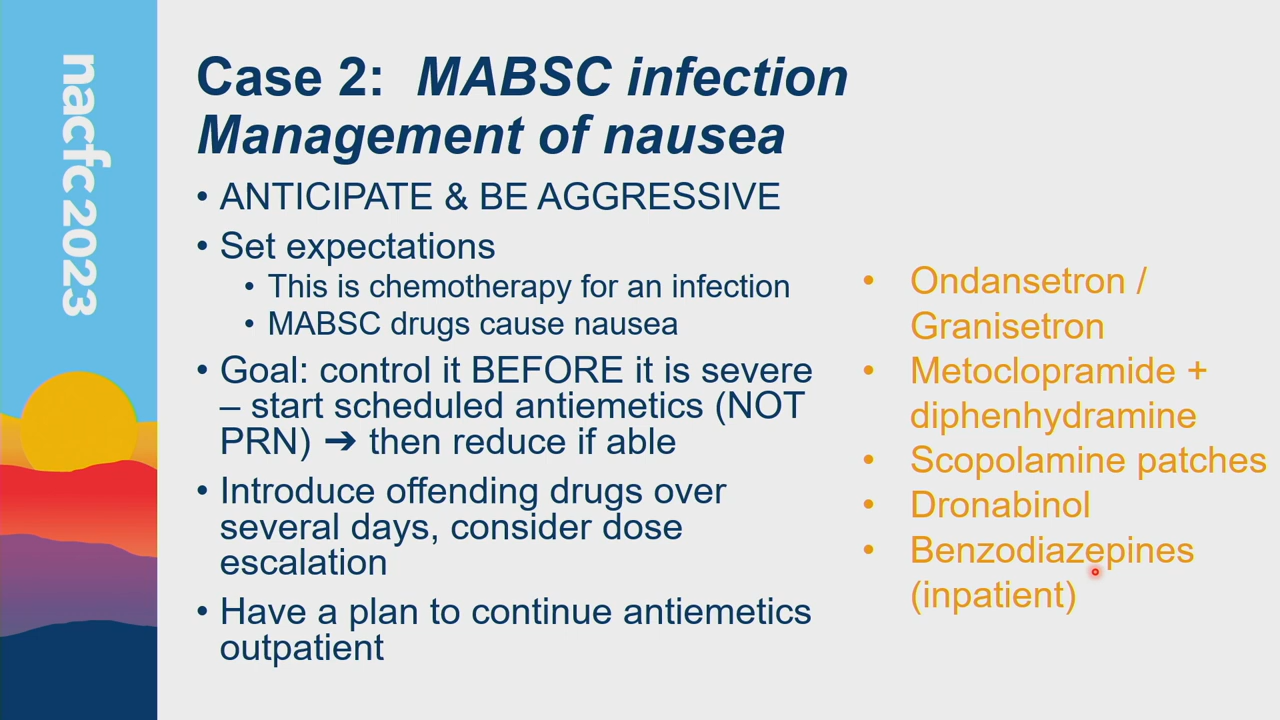 nacfc2023
Case 2: MABSC infection
Management of nausea
• ANTICIPATE & BE AGGRESSIVE
• Set expectations
• This is chemotherapy for an infection
• MABSC drugs cause nausea
• Goal: control it BEFORE it is severe
– start scheduled antiemetics (NOT
PRN) ➔ then reduce if able
• Introduce offending drugs over
several days, consider dose
escalation
• Have a plan to continue antiemetics
outpatient
• Ondansetron /
Granisetron
• Metoclopramide +
diphenhydramine
• Scopolamine patches
• Dronabinol
• Benzodiazepines
(inpatient)